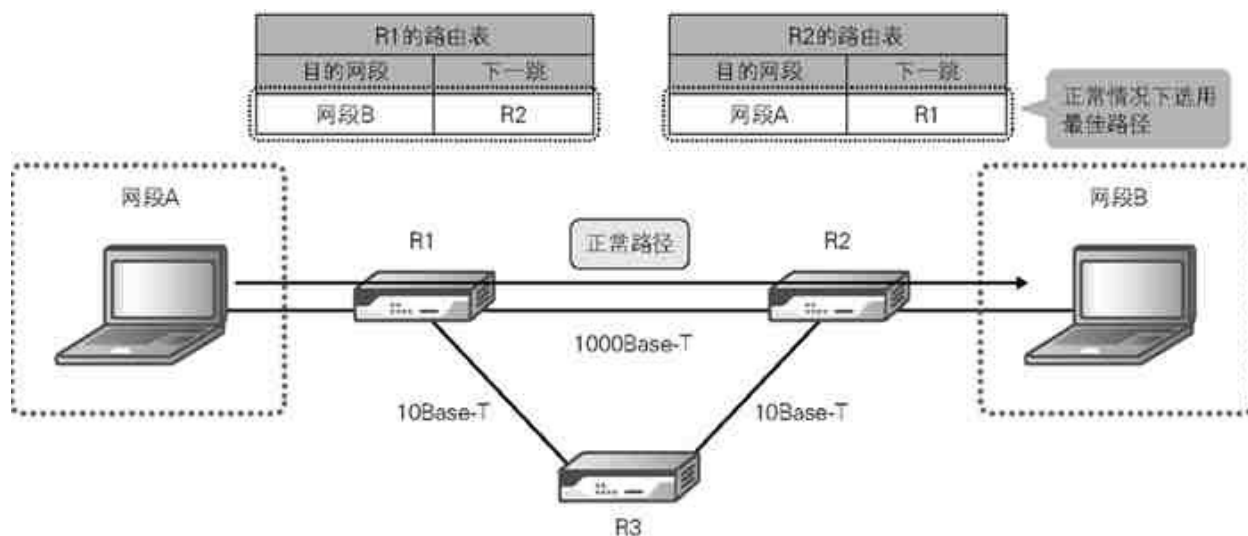 R1的路由表
目的网段 下一跳
网段B R2
R2的路由表
目的网段 下一跳
网段A R1
正常情况下选用
最佳路径
网段A
R1
正常路径
R2
网段B
1000Base-T
10Base-T
10Base-T
R3